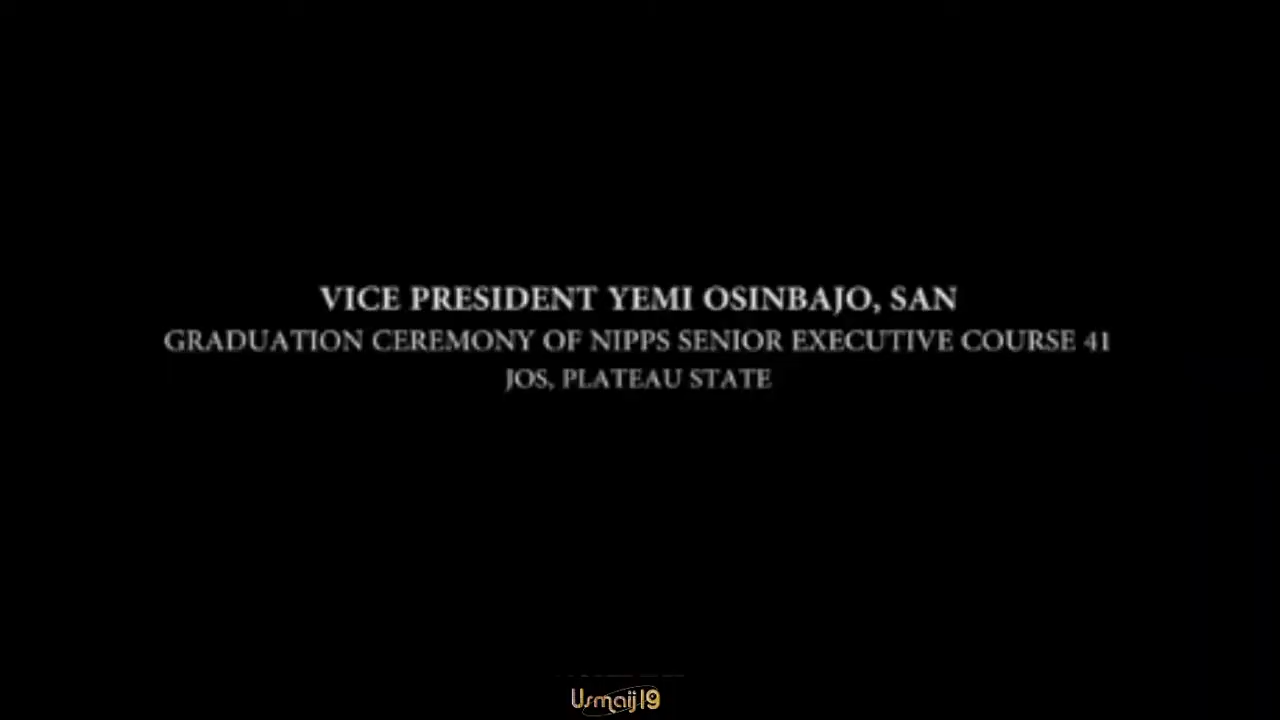 VICE PRESIDENT YEMI OSINBAJO, SAN
GRADUATION CEREMONY OF NIPPS SENIOR EXECUTIVE COURSE 41
JOS, PLATEAU STATE
Usmaij19